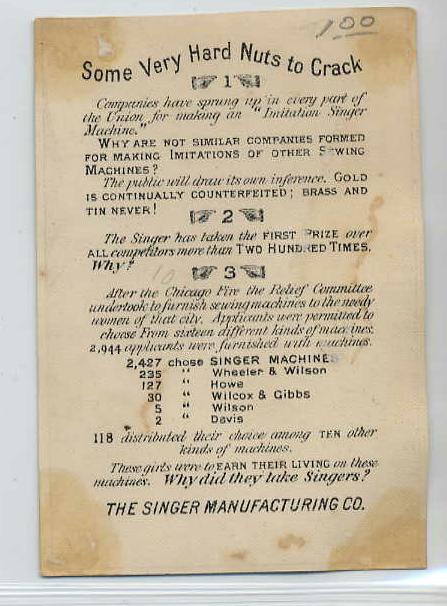 1.00
Some Very Hard Nuts to Crack
1
Companies have sprung up in every part of
the Union for making an "Imitation Singer
Machine."
WHY ARE NOT SIMILAR COMPANIES FORMED
FOR MAKING IMITATIONS OF OTHER SEWING
MACHINES?
The public will draw its own inference. GOLD
IS CONTINUALLY COUNTERFEITED; BRASS AND
TIN NEVER!
2
The Singer has taken the FIRST PRIZE over
ALL competitors more than TWO HUNDRED TIMES.
Why?
10
3
After the Chicago Fire the Relief Committee
undertook to furnish sewing machines to the needy
women of that city. Applicants were permitted to
choose From sixteen different kinds of machines.
2,944 applicants were furnished with machines.
2,427 chose SINGER MACHINES
235 " Wheeler & Wilson
127 " Howe
30 " Wilcox & Gibbs
5 " Wilson
2 " Davis
118 distributed their choice among TEN other
kinds of machines.
These girls were to EARN THEIR LIVING on these
machines. Why did they take Singers?
THE SINGER MANUFACTURING CO.